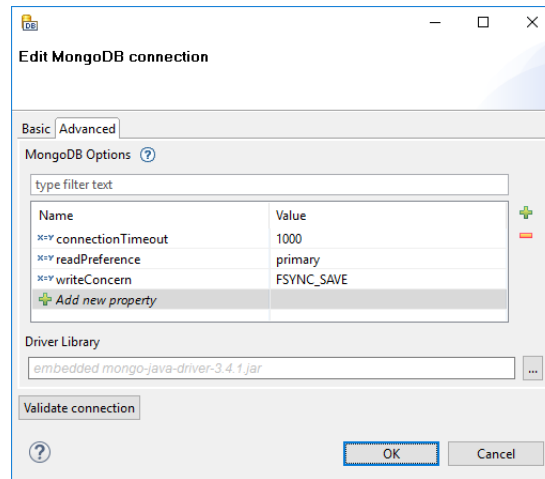 DB
Edit MongoDB connection
Basic Advanced
MongoDB Options ?
type filter text
Name Value
x=y connectionTimeout 1000
x=y readPreference primary
x=y writeConcern FSYNC_SAVE
Add new property
Driver Library
embedded mongo-java-driver-3.4.1.jar ...
Validate connection
? OK Cancel